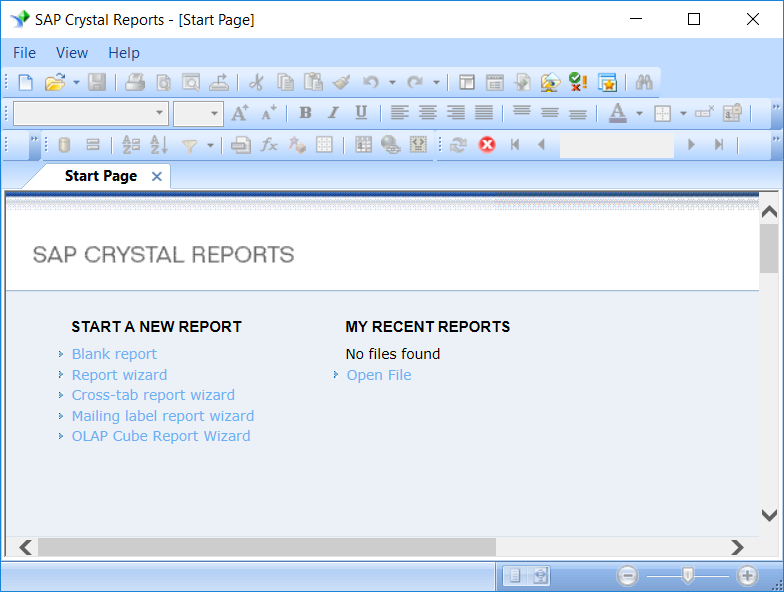 SAP Crystal Reports - [Start Page]
File View Help
B I U A
Start Page
SAP CRYSTAL REPORTS
START A NEW REPORT
Blank report
Report wizard
Cross-tab report wizard
Mailing label report wizard
OLAP Cube Report Wizard
MY RECENT REPORTS
No files found
Open File